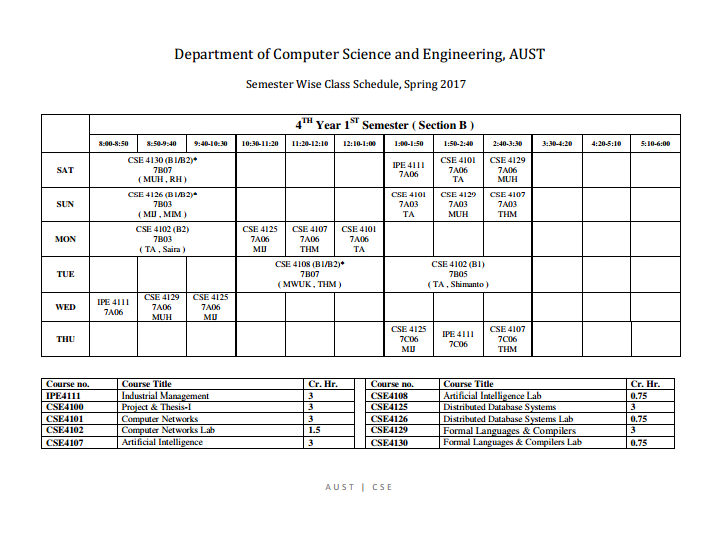 Department of Computer Science and Engineering, AUST
Semester Wise Class Schedule, Spring 2017
4TH Year 1ST Semester ( Section B )
8:00-8:50 8:50-9:40 9:40-10:30 10:30-11:20 11:20-12:10 12:10-1:00 1:00-1:50 1:50-2:40 2:40-3:30 3:30-4:20 4:20-5:10 5:10-6:00
SAT
CSE 4130 (B1/B2)*
7B07
( MUH , RH )
IPE 4111
7A06
CSE 4101
7A06
TA
CSE 4129
7A06
MUH
SUN
CSE 4126 (B1/B2)*
7B03
( MIJ , MIM )
CSE 4101
7A03
TA
CSE 4129
7A03
MUH
CSE 4107
7A03
THM
MON
CSE 4102 (B2)
7B03
( TA , Saira )
CSE 4125
7A06
MIJ
CSE 4107
7A06
THM
CSE 4101
7A06
TA
TUE
CSE 4108 (B1/B2)*
7B07
( MWUK , THM )
CSE 4102 (B1)
7B05
( TA , Shimanto )
WED
IPE 4111
7A06
CSE 4129
7A06
MUH
CSE 4125
7A06
MIJ
THU
CSE 4125
7C06
MIJ
IPE 4111
7C06
CSE 4107
7C06
THM
Course no. Course Title Cr. Hr.
IPE4111 Industrial Management 3
CSE4100 Project & Thesis-I 3
CSE4101 Computer Networks 3
CSE4102 Computer Networks Lab 1.5
CSE4107 Artificial Intelligence 3
Course no. Course Title Cr. Hr.
CSE4108 Artificial Intelligence Lab 0.75
CSE4125 Distributed Database Systems 3
CSE4126 Distributed Database Systems Lab 0.75
CSE4129 Formal Languages & Compilers 3
CSE4130 Formal Languages & Compilers Lab 0.75
AUST | CSE